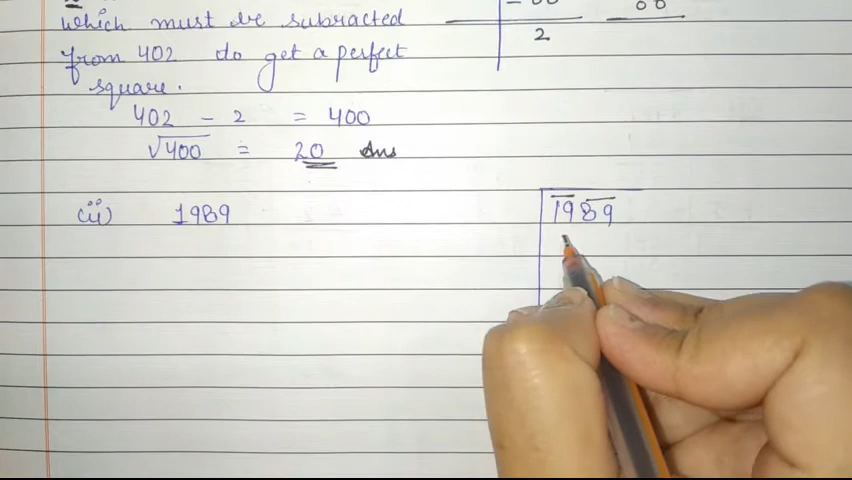 which must be subracted
from 402 do get a perfect
square.
402 - 2 = 400
√400 = 20 Ans
2
(ii) 1989
1989